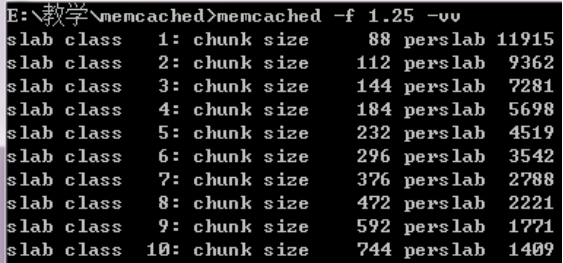 E:\教学\memcached>memcached -f 1.25 -vv
slab class   1: chunk size     88 perslab 11915
slab class   2: chunk size    112 perslab  9362
slab class   3: chunk size    144 perslab  7281
slab class   4: chunk size    184 perslab  5698
slab class   5: chunk size    232 perslab  4519
slab class   6: chunk size    296 perslab  3542
slab class   7: chunk size    376 perslab  2788
slab class   8: chunk size    472 perslab  2221
slab class   9: chunk size    592 perslab  1771
slab class  10: chunk size    744 perslab  1409